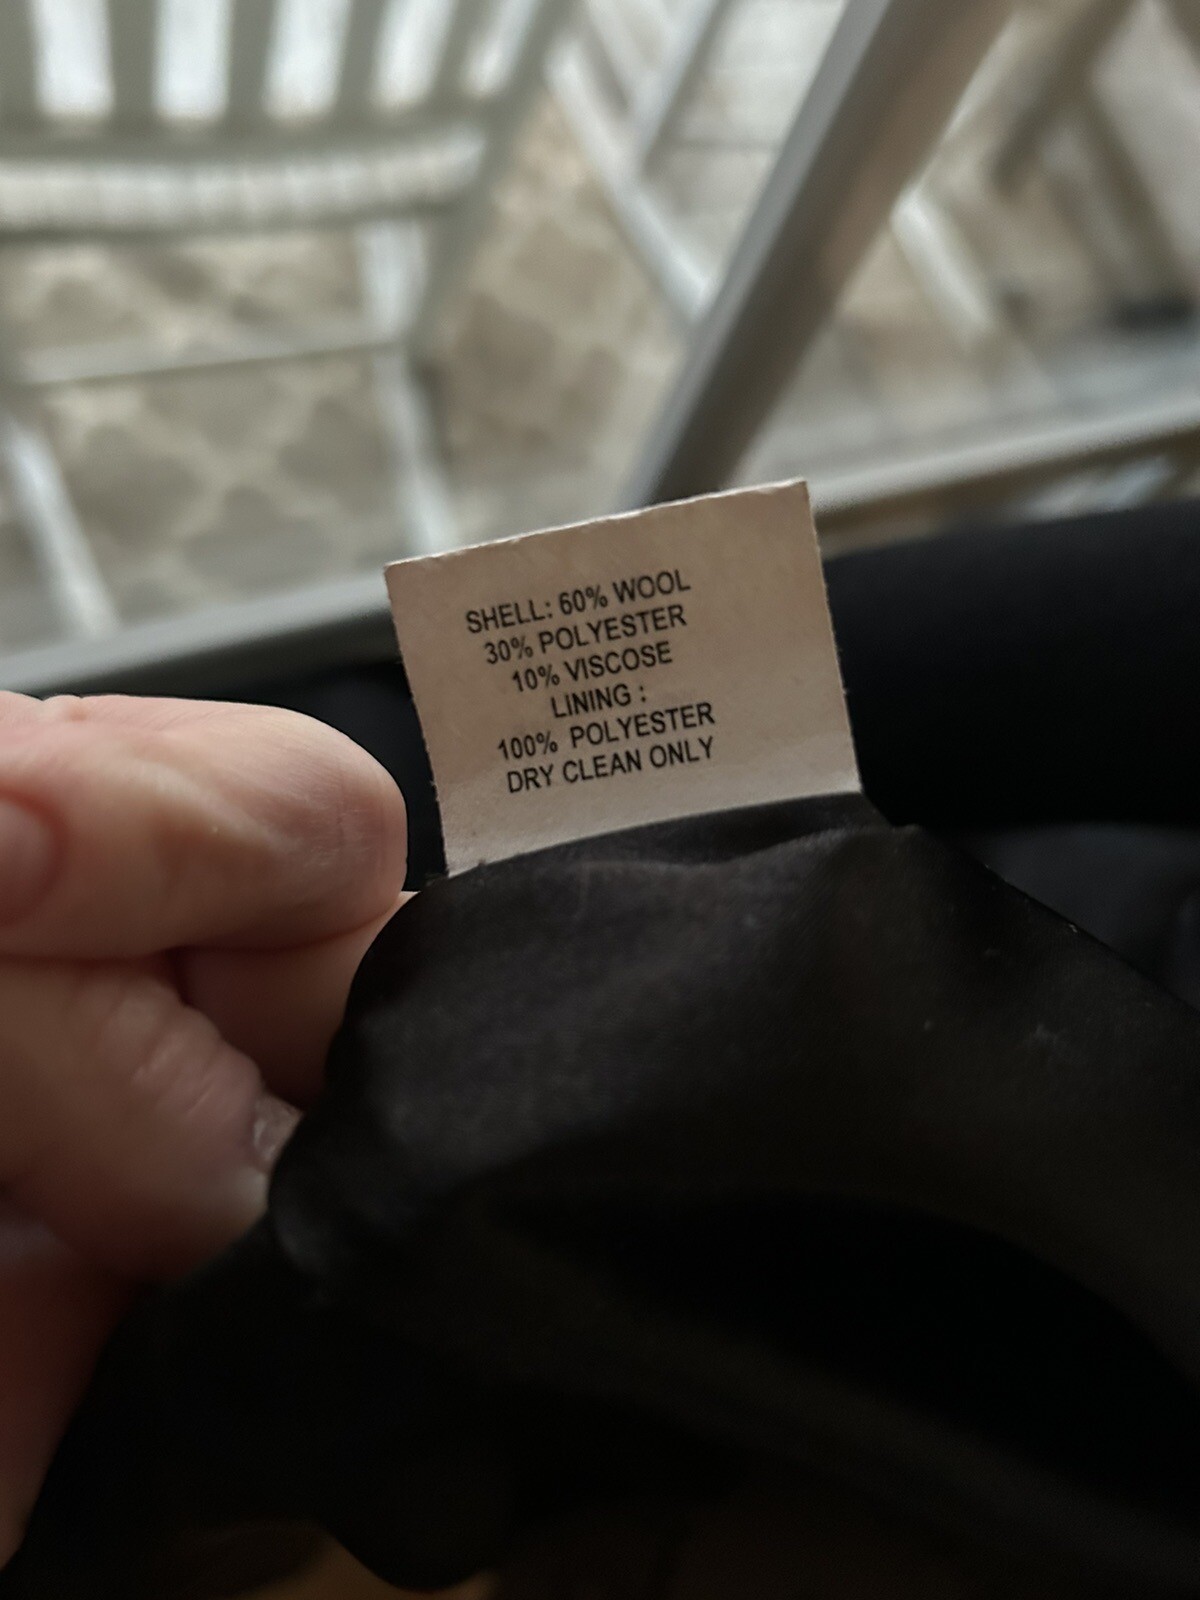 SHELL: 60% WOOL
30% POLYESTER
10% VISCOSE
LINING :
100% POLYESTER
DRY CLEAN ONLY